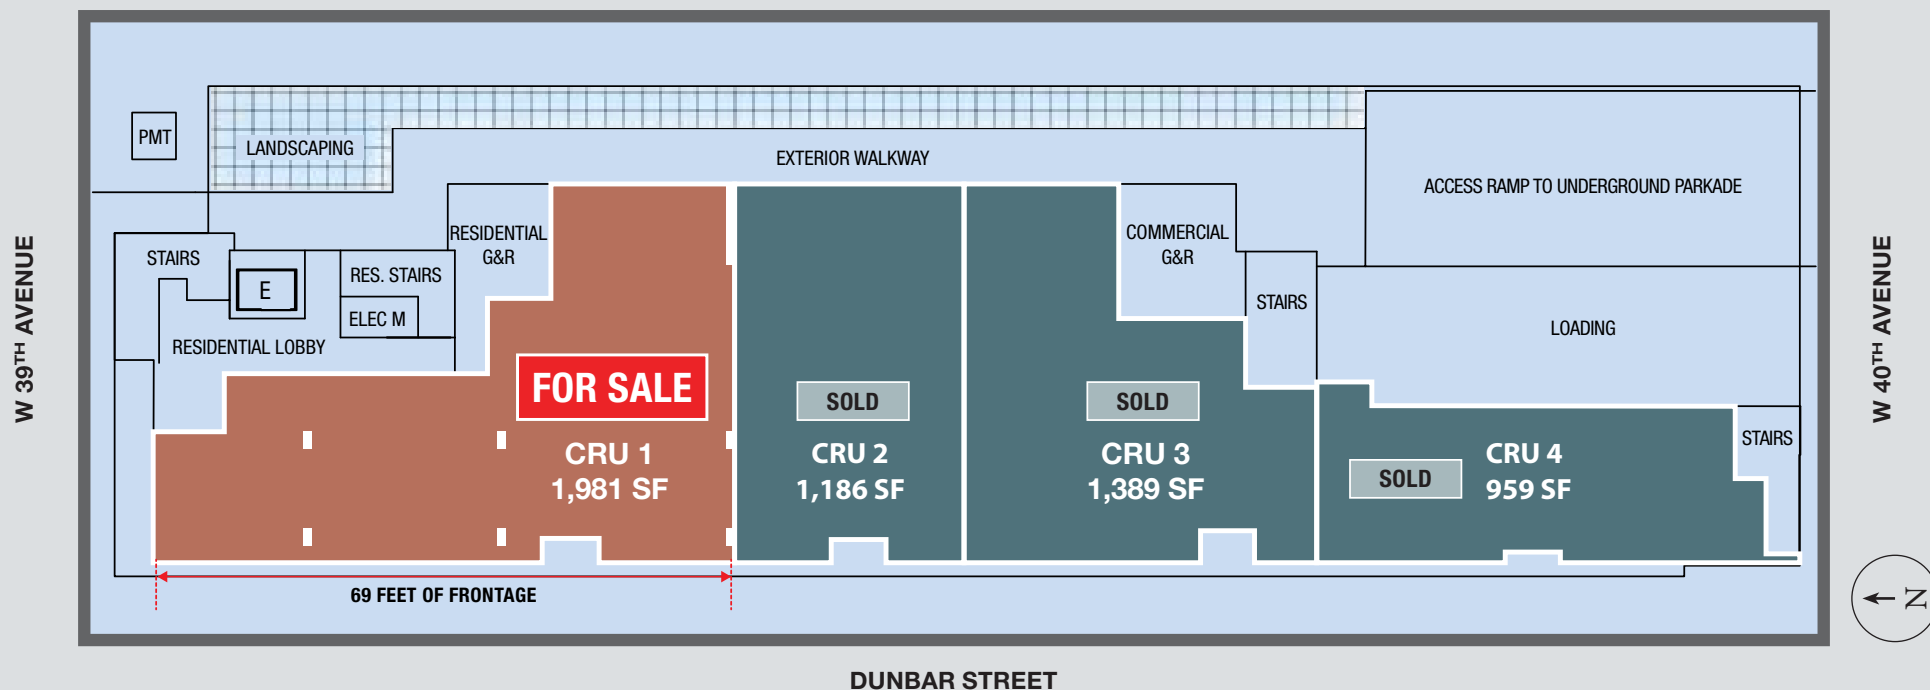 PMT
LANDSCAPING
EXTERIOR WALKWAY
ACCESS RAMP TO UNDERGROUND PARKADE
W 39TH AVENUE
STAIRS
E
RES. STAIRS
ELEC M
RESIDENTIAL LOBBY
RESIDENTIAL
G&R
COMMERCIAL
G&R
STAIRS
LOADING
W 40TH AVENUE
FOR SALE
CRU 1
1,981 SF
SOLD
CRU 2
1,186 SF
SOLD
CRU 3
1,389 SF
SOLD
CRU 4
959 SF
STAIRS
69 FEET OF FRONTAGE
N
DUNBAR STREET